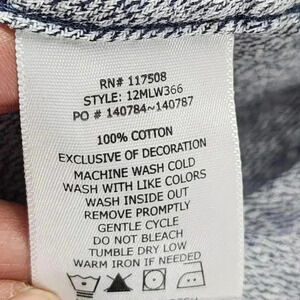 RN# 117508
STYLE: 12MLW366
PO # 140784~140787
100% COTTON
EXCLUSIVE OF DECORATION
MACHINE WASH COLD
WASH WITH LIKE COLORS
WASH INSIDE OUT
REMOVE PROMPTLY
GENTLE CYCLE
DO NOT BLEACH
TUMBLE DRY LOW
WARM IRON IF NEEDED